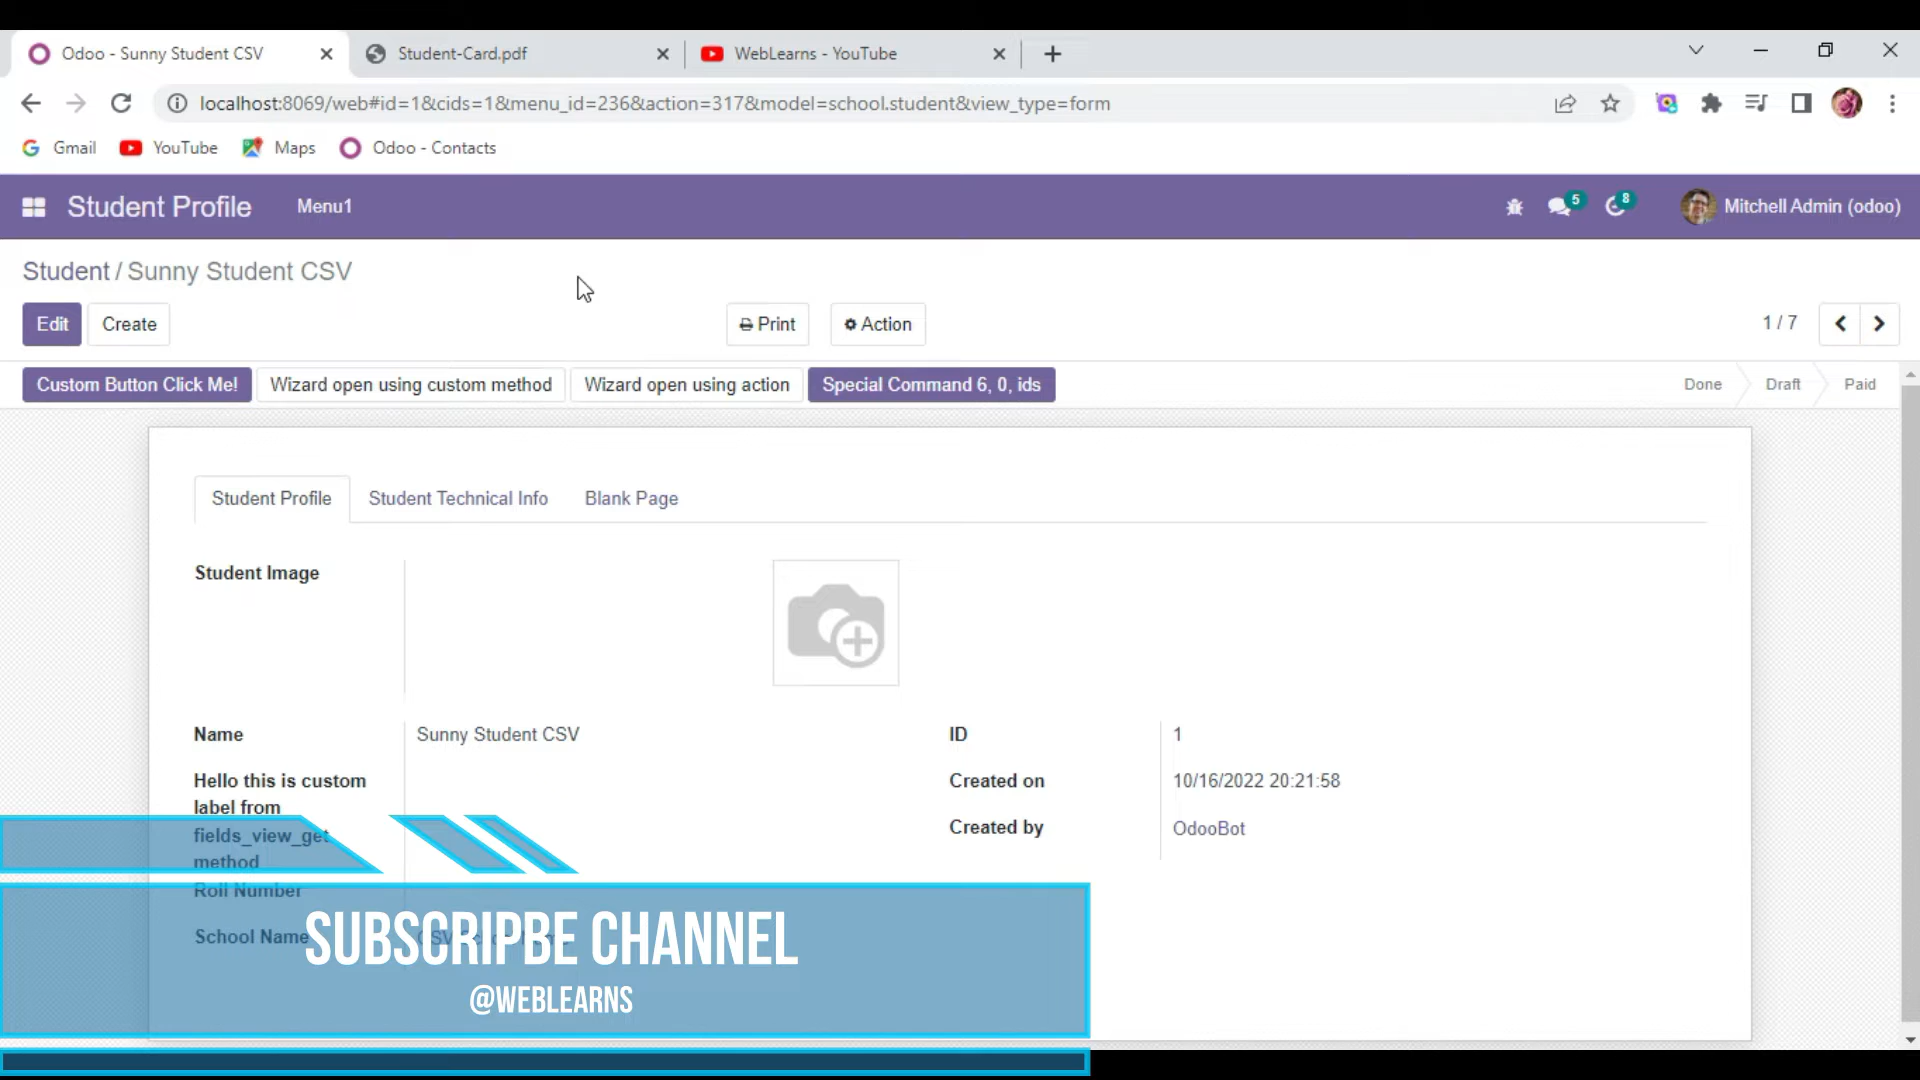 Odoo - Sunny Student CSV
Student-Card.pdf
WebLearns - YouTube
localhost:8069/web#id=1&cids=1&menu_id=236&action=317&model=school.student&view_type=form
Gmail
YouTube
Maps
Odoo - Contacts
Student Profile
Menu1
5
8
Mitchell Admin (odoo)
Student / Sunny Student CSV
Edit
Create
Print
Action
1 / 7
Custom Button Click Me!
Wizard open using custom method
Wizard open using action
Special Command 6, 0, ids
Done
Draft
Paid
Student Profile
Student Technical Info
Blank Page
Student Image
Name
Sunny Student CSV
ID
1
Hello this is custom
label from
fields_view_get
method
Created on
10/16/2022 20:21:58
Created by
OdooBot
Roll Number
School Name
SUBSCRIPBE CHANNEL
@WEBLEARNS